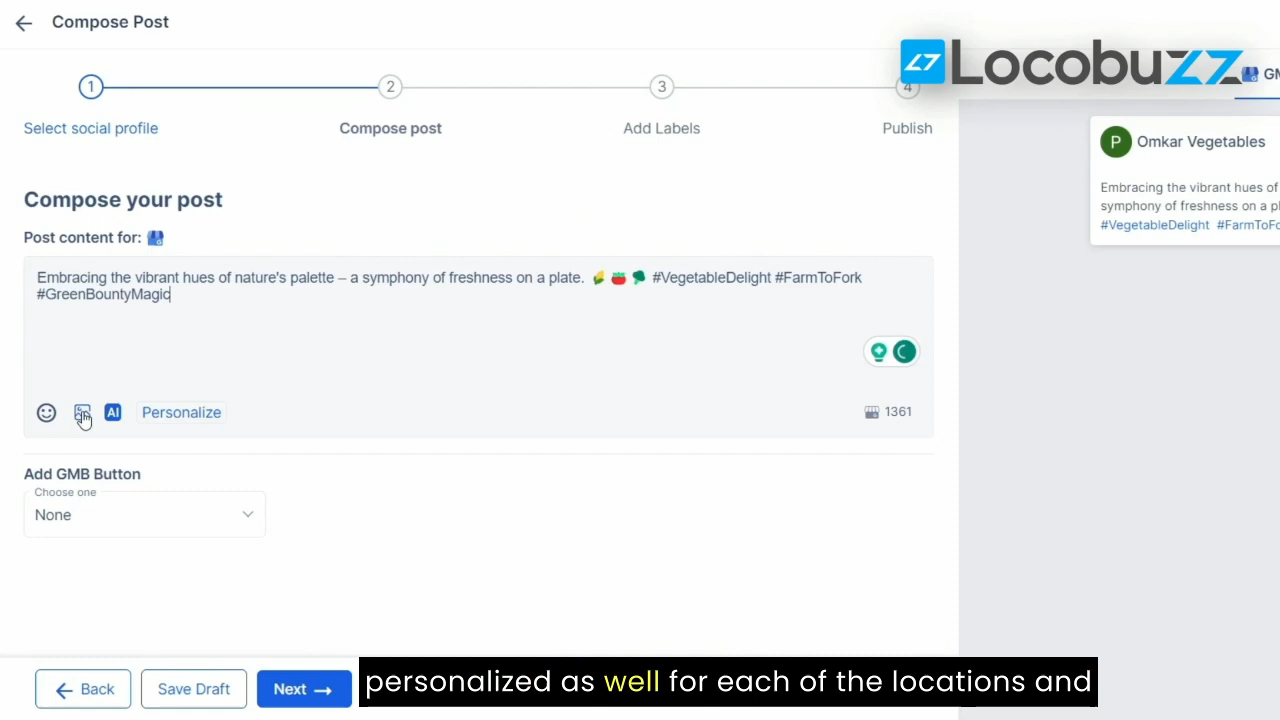 Compose Post
Locobuzz
GM
1
2
3
4
Select social profile
Compose post
Add Labels
Publish
P
Omkar Vegetables
Embracing the vibrant hues of
symphony of freshness on a pl
#VegetableDelight #FarmToFo
Compose your post
Post content for:
Embracing the vibrant hues of nature's palette – a symphony of freshness on a plate. 🌽 🍅 🥦 #VegetableDelight #FarmToFork
#GreenBountyMagic
AI
Personalize
1361
Add GMB Button
Choose one
None
Back
Save Draft
Next →
personalized as well for each of the locations and